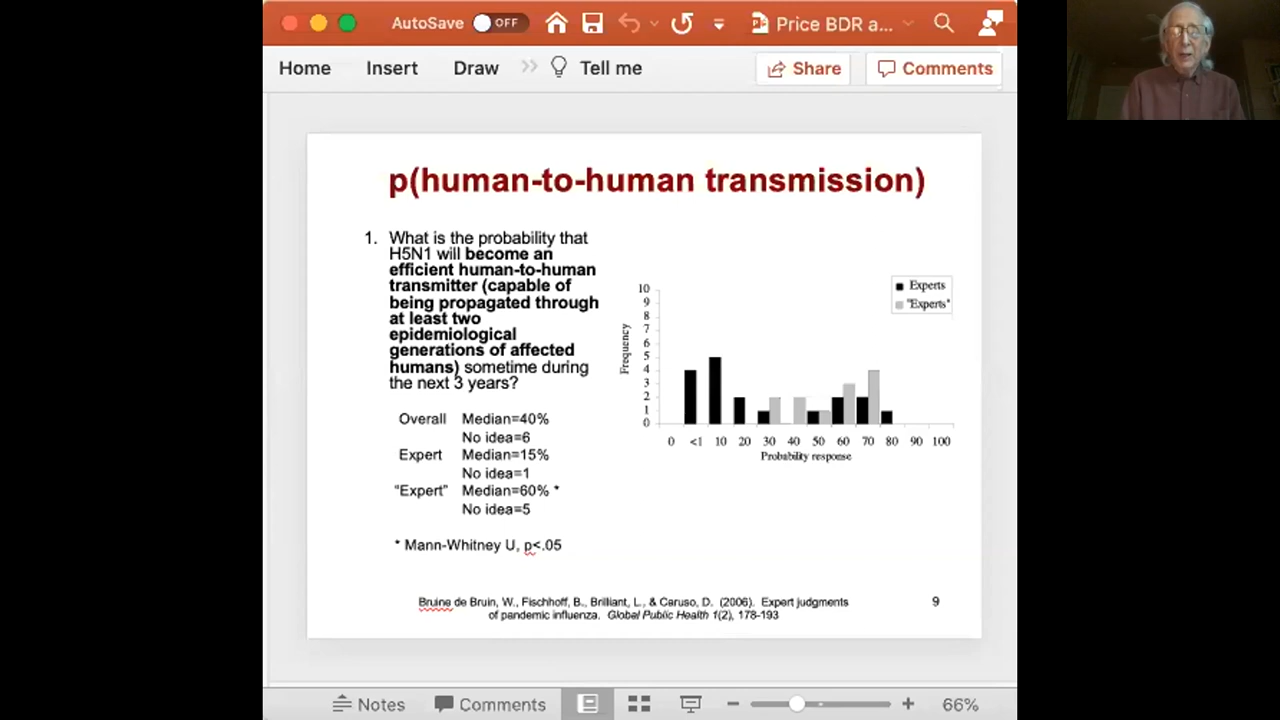 AutoSave OFF Price BDR a...
Home Insert Draw Tell me Share Comments
p(human-to-human transmission)
1. What is the probability that
H5N1 will become an
efficient human-to-human
transmitter (capable of
being propagated through
at least two
epidemiological
generations of affected
humans) sometime during
the next 3 years?
Overall Median=40%
No idea=6
Expert Median=15%
No idea=1
"Expert" Median=60% *
No idea=5
* Mann-Whitney U, p<.05
Experts
"Experts"
Frequency
10
9
8
7
6
5
4
3
2
1
0
0 <1 10 20 30 40 50 60 70 80 90 100
Probability response
Bruine de Bruin, W., Fischhoff, B., Brilliant, L., & Caruso, D. (2006). Expert judgments
of pandemic influenza. Global Public Health 1(2), 178-193
9
Notes Comments 66%